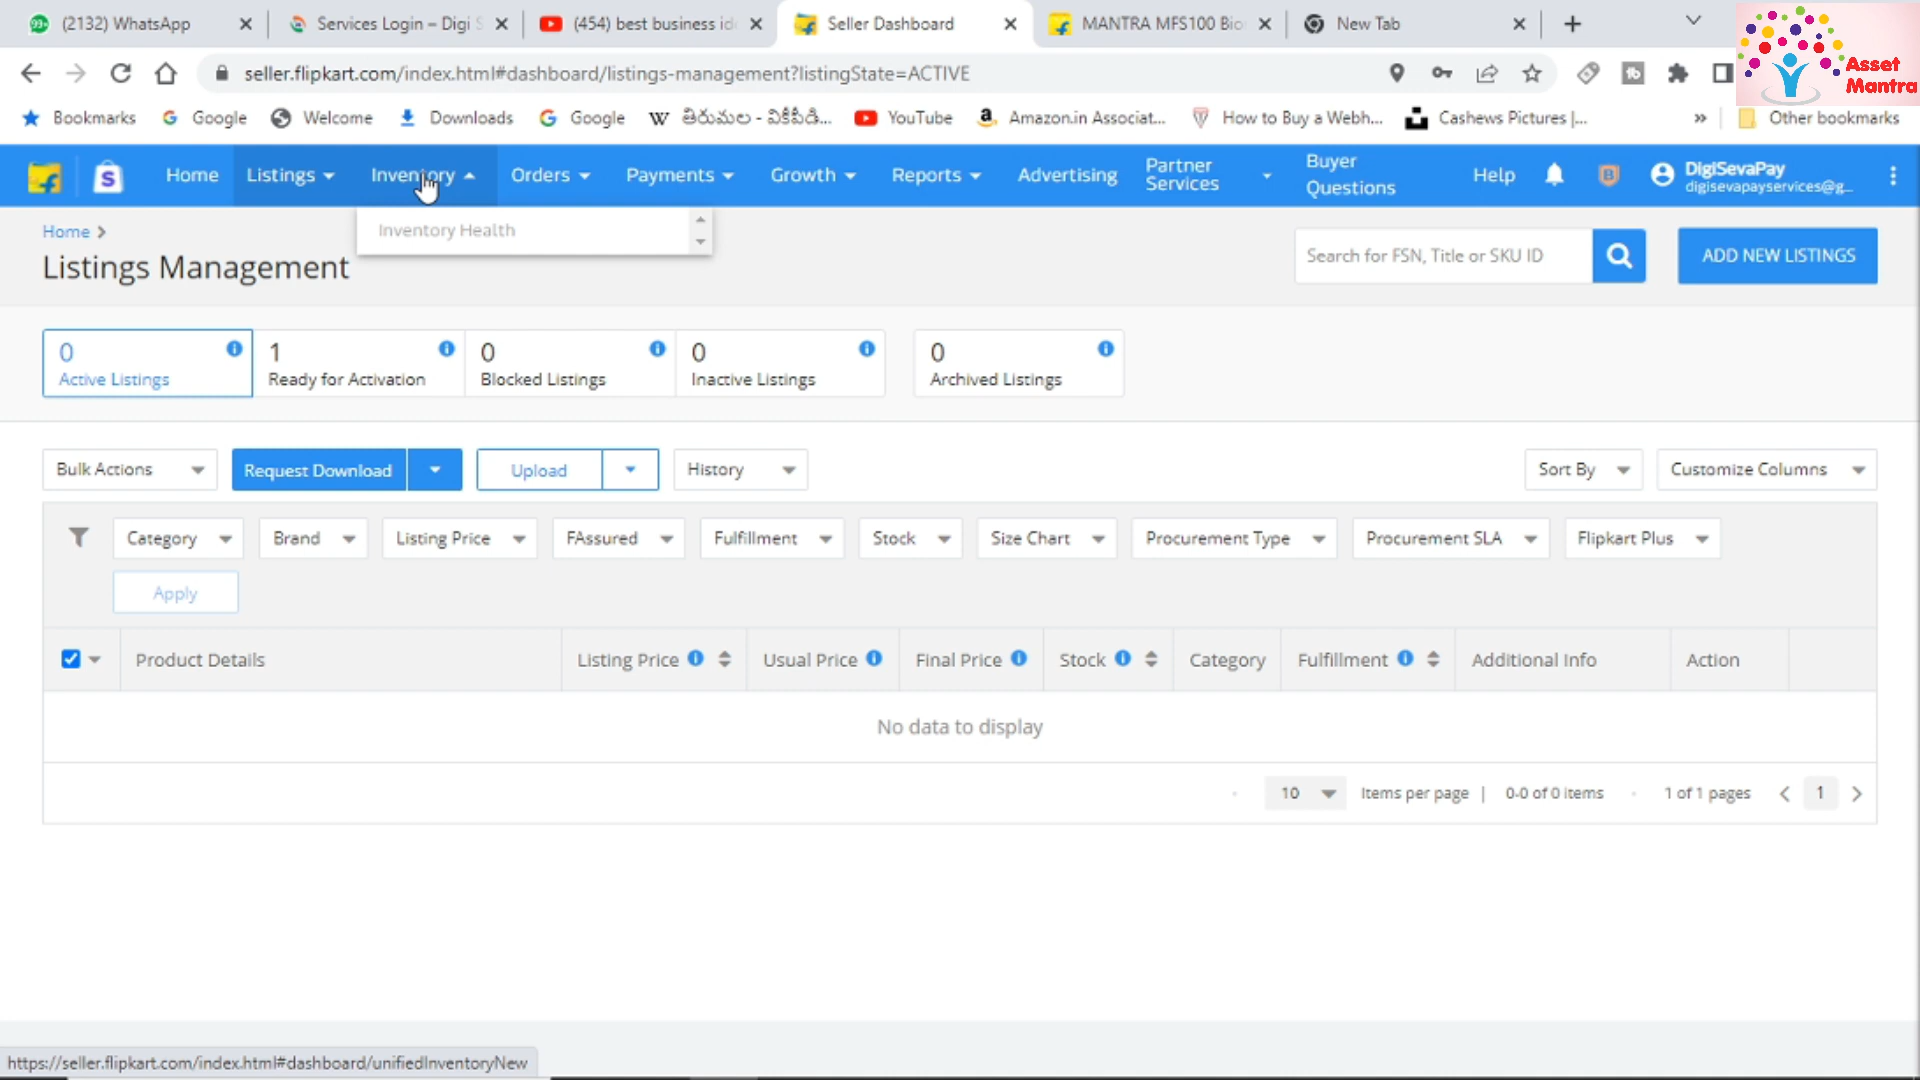 (2132) WhatsApp
Services Login – Digi S
(454) best business id
Seller Dashboard
MANTRA MFS100 Bio
New Tab
seller.flipkart.com/index.html#dashboard/listings-management?listingState=ACTIVE
Asset
Mantra
Bookmarks
Google
Welcome
Downloads
Google
తిరుమల - వికీపీడి...
YouTube
Amazon.in Associat...
How to Buy a Webh...
Cashews Pictures |...
»
Other bookmarks
Home
Listings
Inventory
Orders
Payments
Growth
Reports
Advertising
Partner Services
Buyer Questions
Help
DigiSevaPay
digisevapayservices@g...
Inventory Health
Home >
Listings Management
Search for FSN, Title or SKU ID
ADD NEW LISTINGS
0
Active Listings
1
Ready for Activation
0
Blocked Listings
0
Inactive Listings
0
Archived Listings
Bulk Actions
Request Download
Upload
History
Sort By
Customize Columns
Category
Brand
Listing Price
FAssured
Fulfillment
Stock
Size Chart
Procurement Type
Procurement SLA
Flipkart Plus
Apply
Product Details
Listing Price
Usual Price
Final Price
Stock
Category
Fulfillment
Additional Info
Action
No data to display
10
Items per page |
0-0 of 0 items
1 of 1 pages
1
https://seller.flipkart.com/index.html#dashboard/unifiedInventoryNew